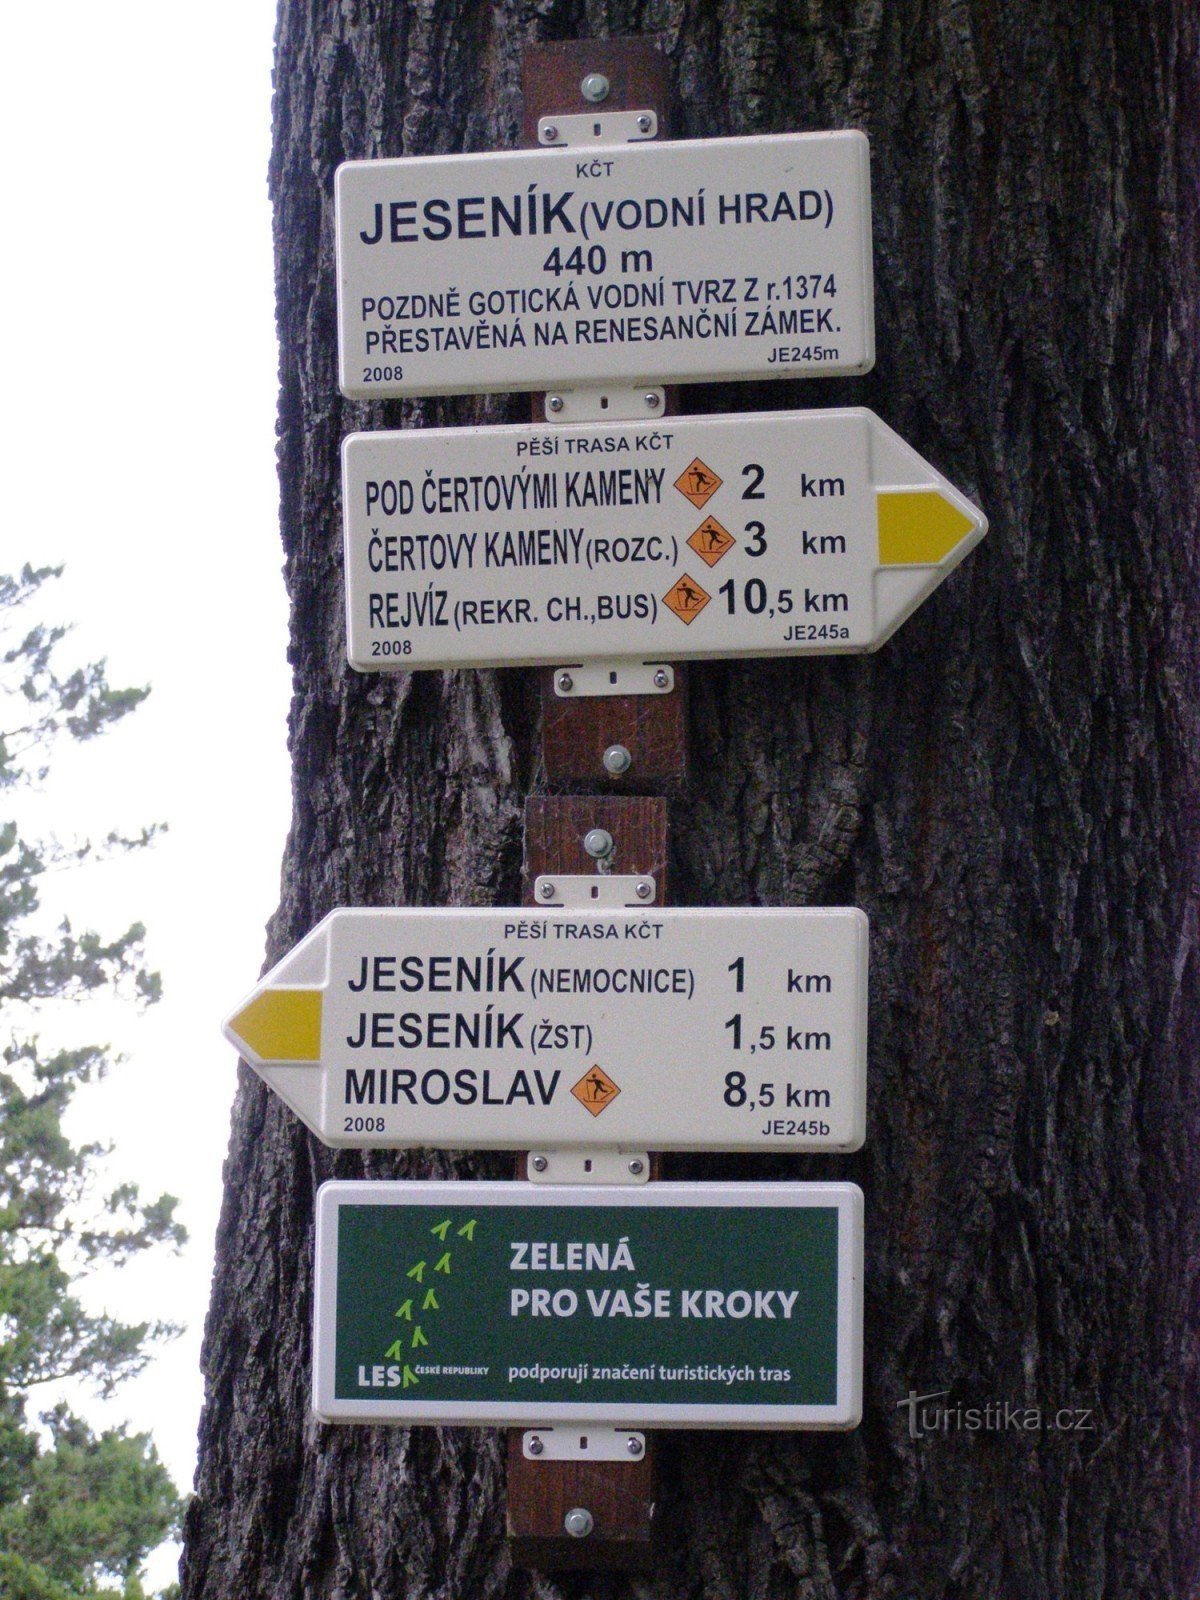 KČT
JESENÍK (VODNÍ HRAD)
440 m
POZDNĚ GOTICKÁ VODNÍ TVRZ Z r.1374
PŘESTAVĚNÁ NA RENESANČNÍ ZÁMEK.
2008 JE245m
PĚŠÍ TRASA KČT
POD ČERTOVÝMI KAMENY 2 km
ČERTOVY KAMENY (ROZC.) 3 km
REJVÍZ (REKR. CH.,BUS) 10,5 km
2008 JE245a
PĚŠÍ TRASA KČT
JESENÍK (NEMOCNICE) 1 km
JESENÍK (ŽST) 1,5 km
MIROSLAV 8,5 km
2008 JE245b
ZELENÁ
PRO VAŠE KROKY
LESY ČESKÉ REPUBLIKY podporují značení turistických tras
Turistika.cz